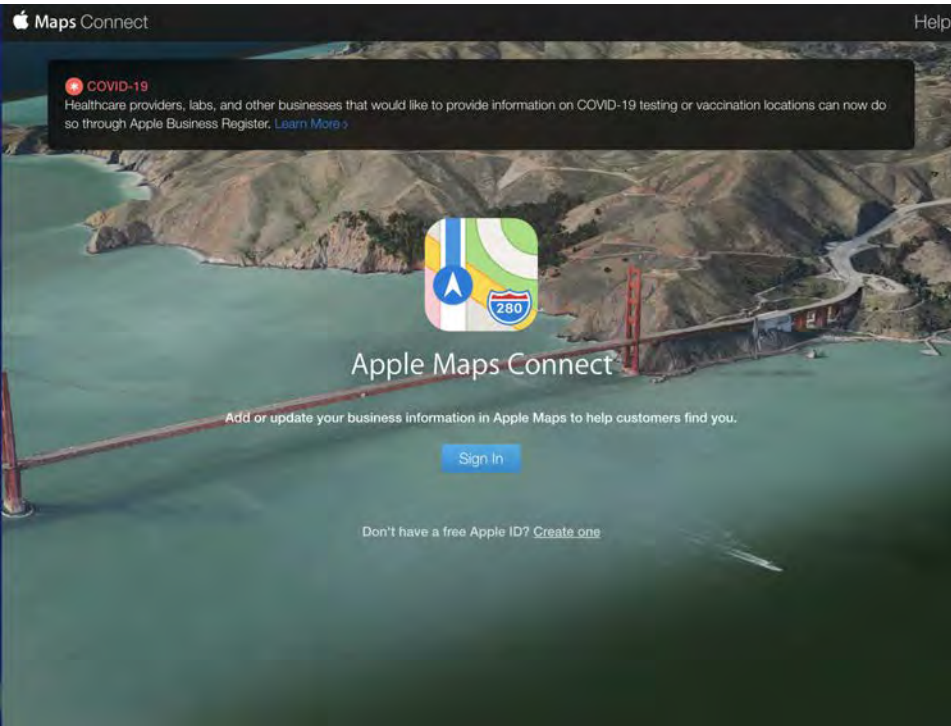 Maps Connect
Help
COVID-19
Healthcare providers, labs, and other businesses that would like to provide information on COVID-19 testing or vaccination locations can now do
so through Apple Business Register. Learn More >
280
Apple Maps Connect
Add or update your business information in Apple Maps to help customers find you.
Sign In
Don't have a free Apple ID? Create one